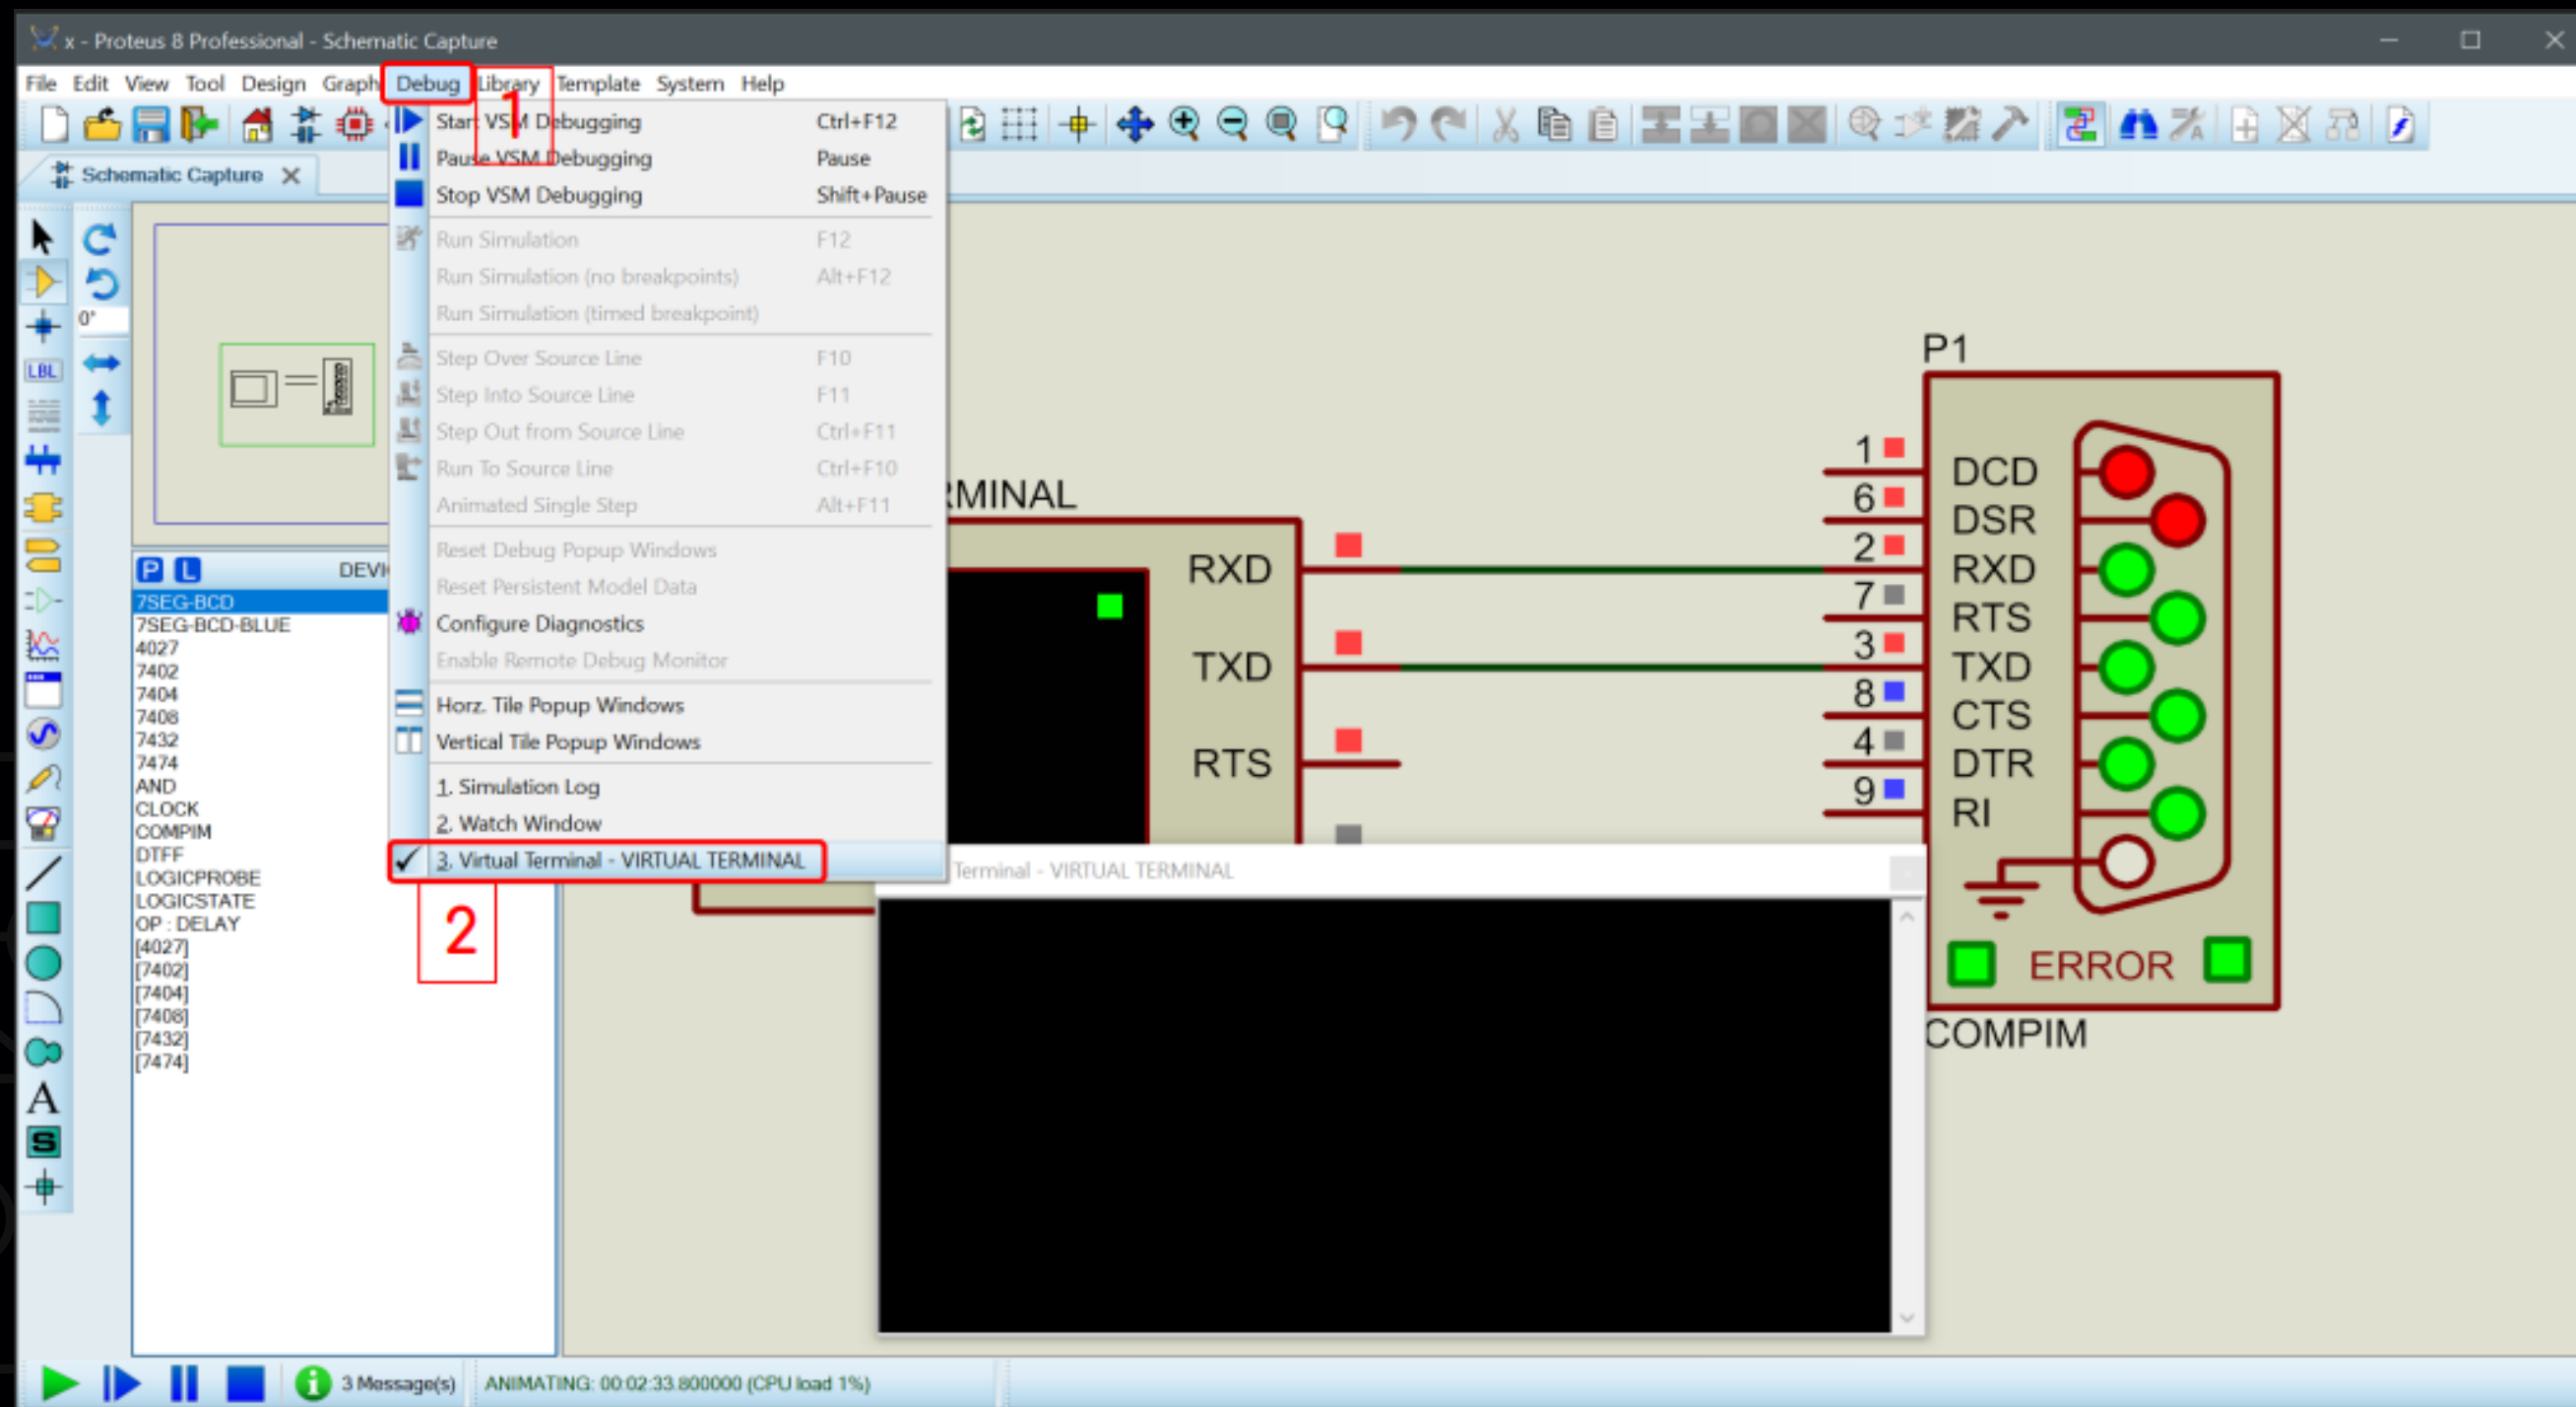 x - Proteus 8 Professional - Schematic Capture
File Edit View Tool Design Graph Debug Library Template System Help
1
Start VSM Debugging Ctrl+F12
Pause VSM Debugging Pause
Stop VSM Debugging Shift+Pause
Run Simulation F12
Run Simulation (no breakpoints) Alt+F12
Run Simulation (timed breakpoint)
Step Over Source Line F10
Step Into Source Line F11
Step Out from Source Line Ctrl+F11
Run To Source Line Ctrl+F10
Animated Single Step Alt+F11
Reset Debug Popup Windows
Reset Persistent Model Data
Configure Diagnostics
Enable Remote Debug Monitor
Horz. Tile Popup Windows
Vertical Tile Popup Windows
1. Simulation Log
2. Watch Window
3. Virtual Terminal - VIRTUAL TERMINAL
2
Schematic Capture
0°
LBL
A
S
P L DEVI
7SEG-BCD
7SEG-BCD-BLUE
4027
7402
7404
7408
7432
7474
AND
CLOCK
COMPIM
DTFF
LOGICPROBE
LOGICSTATE
OP : DELAY
[4027]
[7402]
[7404]
[7408]
[7432]
[7474]
RMINAL
RXD
TXD
RTS
P1
1 DCD
6 DSR
2 RXD
7 RTS
3 TXD
8 CTS
4 DTR
9 RI
ERROR
COMPIM
Terminal - VIRTUAL TERMINAL
3 Message(s) ANIMATING: 00:02:33.800000 (CPU load 1%)